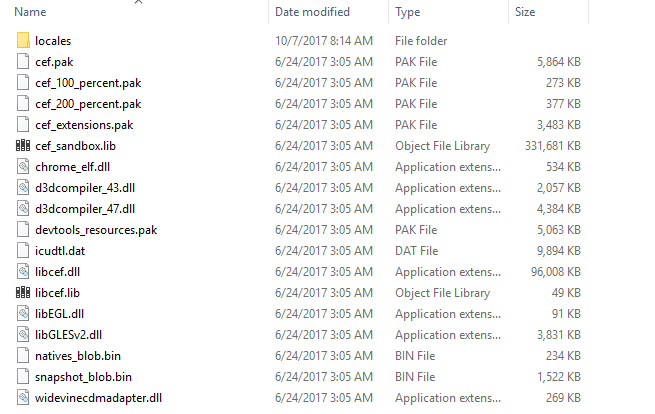 Name Date modified Type Size
locales 10/7/2017 8:14 AM File folder
cef.pak 6/24/2017 3:05 AM PAK File 5,864 KB
cef_100_percent.pak 6/24/2017 3:05 AM PAK File 273 KB
cef_200_percent.pak 6/24/2017 3:05 AM PAK File 377 KB
cef_extensions.pak 6/24/2017 3:05 AM PAK File 3,483 KB
cef_sandbox.lib 6/24/2017 3:05 AM Object File Library 331,681 KB
chrome_elf.dll 6/24/2017 3:05 AM Application extens... 534 KB
d3dcompiler_43.dll 6/24/2017 3:05 AM Application extens... 2,057 KB
d3dcompiler_47.dll 6/24/2017 3:05 AM Application extens... 4,384 KB
devtools_resources.pak 6/24/2017 3:05 AM PAK File 5,063 KB
icudtl.dat 6/24/2017 3:05 AM DAT File 9,894 KB
libcef.dll 6/24/2017 3:05 AM Application extens... 96,008 KB
libcef.lib 6/24/2017 3:05 AM Object File Library 49 KB
libEGL.dll 6/24/2017 3:05 AM Application extens... 91 KB
libGLESv2.dll 6/24/2017 3:05 AM Application extens... 3,831 KB
natives_blob.bin 6/24/2017 3:05 AM BIN File 234 KB
snapshot_blob.bin 6/24/2017 3:05 AM BIN File 1,522 KB
widevinecdmadapter.dll 6/24/2017 3:05 AM Application extens... 269 KB